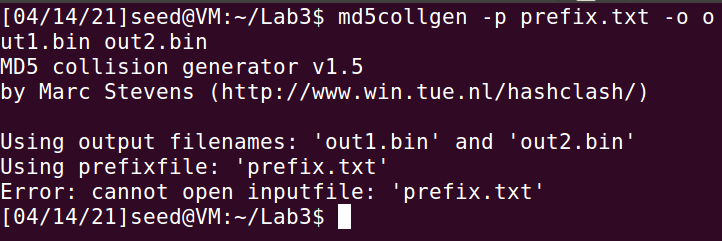 [04/14/21]seed@VM:~/Lab3$ md5collgen -p prefix.txt -o o
ut1.bin out2.bin
MD5 collision generator v1.5
by Marc Stevens (http://www.win.tue.nl/hashclash/)
Using output filenames: 'out1.bin' and 'out2.bin'
Using prefixfile: 'prefix.txt'
Error: cannot open inputfile: 'prefix.txt'
[04/14/21]seed@VM:~/Lab3$